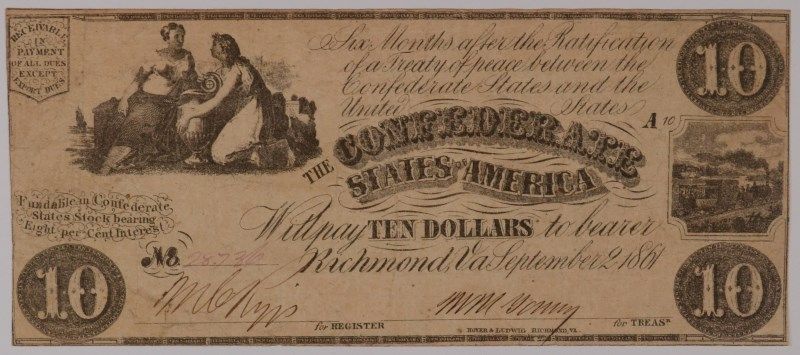 RECEIVABLE
IN
PAYMENT
OF ALL DUES
EXCEPT
EXPORT DUES
Six Months after the Ratification
of a Treaty of peace between the
Confederate States and the
United States
10
A 10
THE CONFEDERATE
STATES OF AMERICA
Fundable in Confederate
States Stock bearing
Eight per Cent Interest
Will pay TEN DOLLARS to bearer
No.
Richmond, Va September 2, 1861
10
10
for REGISTER
HOYER & LUDWIG RICHMOND, VA.
for TREASR